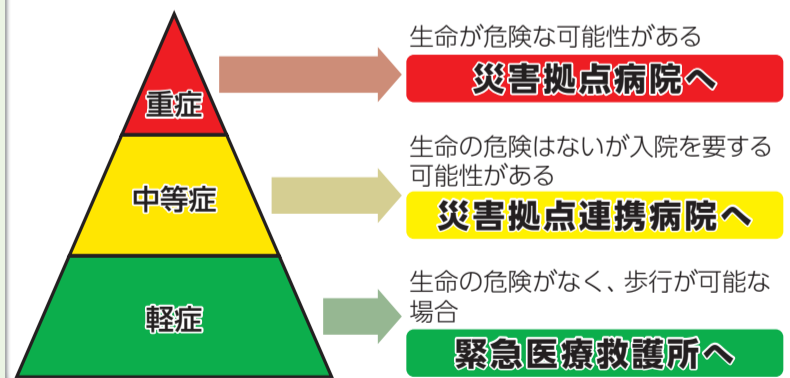 重症
生命が危険な可能性がある
災害拠点病院へ
中等症
生命の危険はないが入院を要する
可能性がある
災害拠点連携病院へ
軽症
生命の危険がなく、歩行が可能な
場合
緊急医療救護所へ